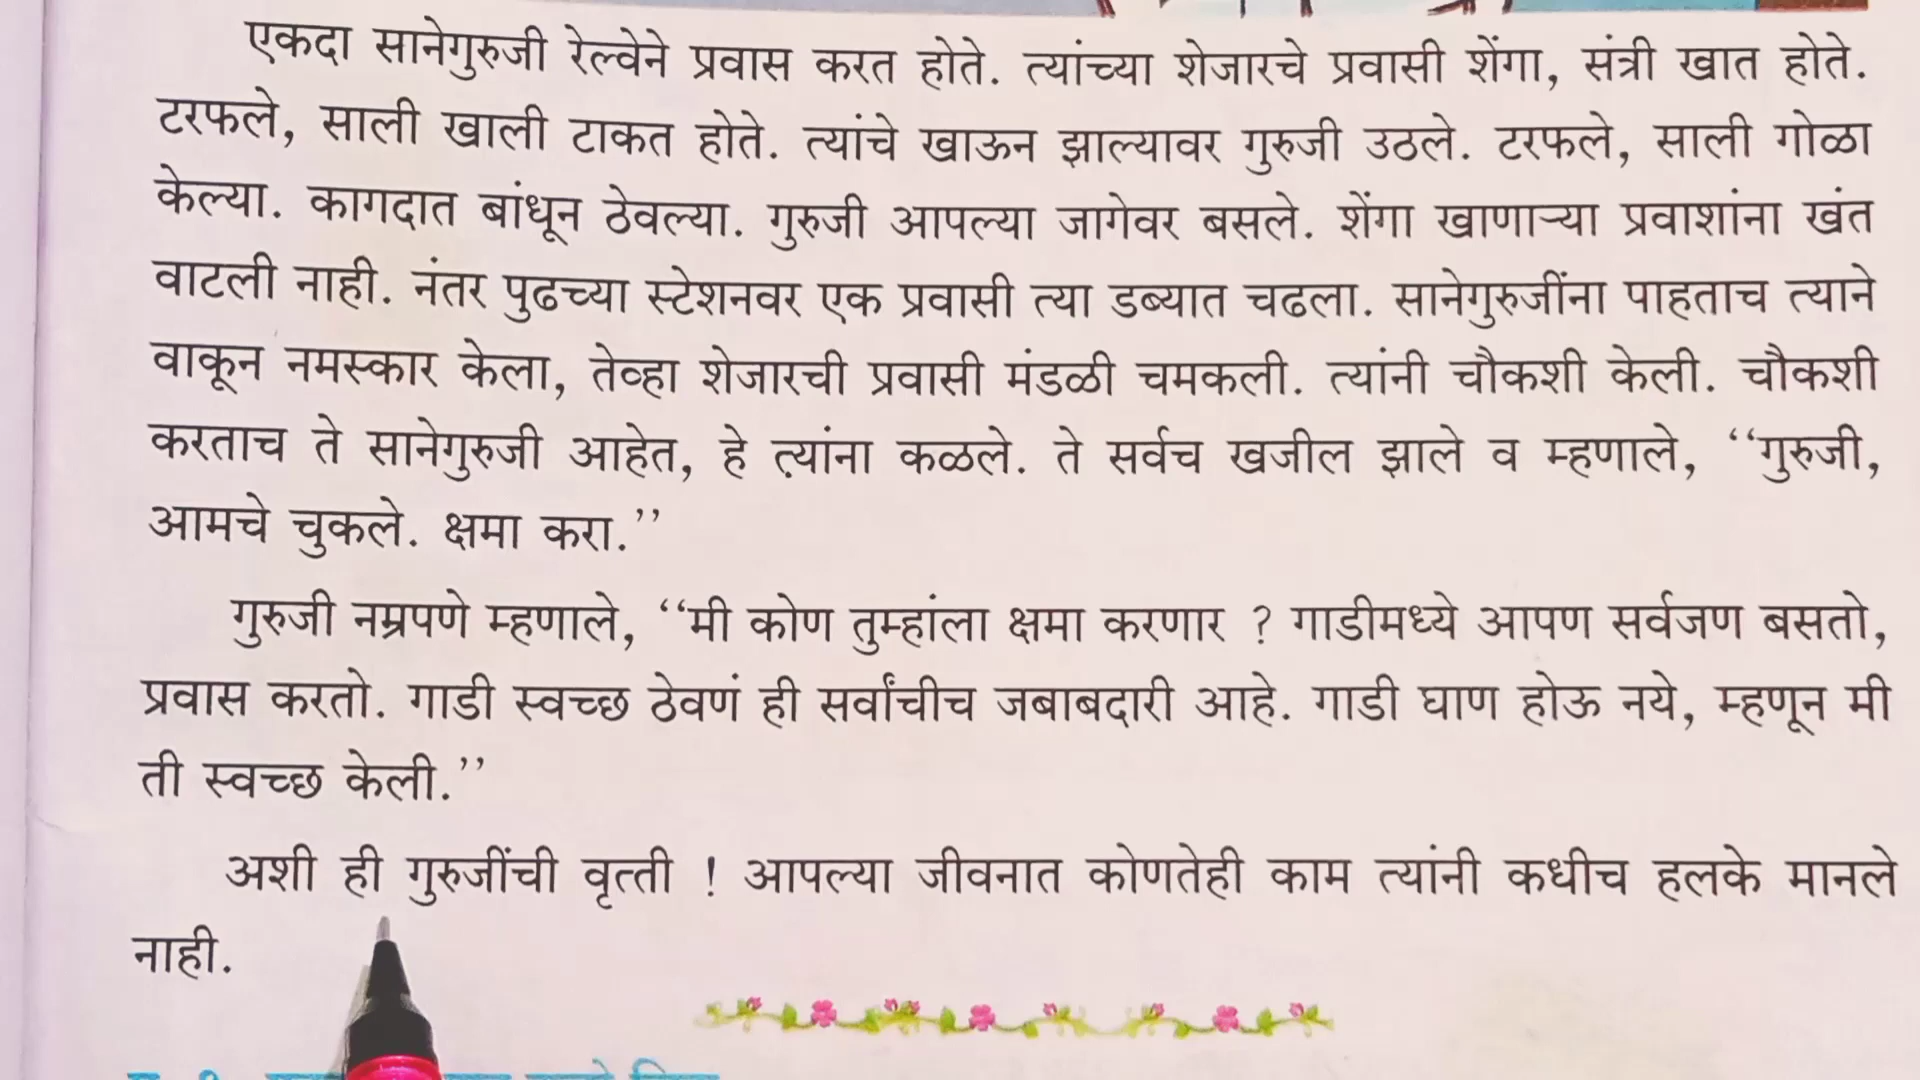 एकदा सानेगुरुजी रेल्वेने प्रवास करत होते. त्यांच्या शेजारचे प्रवासी शेंगा, संत्री खात होते.
टरफले, साली खाली टाकत होते. त्यांचे खाऊन झाल्यावर गुरुजी उठले. टरफले, साली गोळा
केल्या. कागदात बांधून ठेवल्या. गुरुजी आपल्या जागेवर बसले. शेंगा खाणाऱ्या प्रवाशांना खंत
वाटली नाही. नंतर पुढच्या स्टेशनवर एक प्रवासी त्या डब्यात चढला. सानेगुरुजींना पाहताच त्याने
वाकून नमस्कार केला, तेव्हा शेजारची प्रवासी मंडळी चमकली. त्यांनी चौकशी केली. चौकशी
करताच ते सानेगुरुजी आहेत, हे त्यांना कळले. ते सर्वच खजील झाले व म्हणाले, ‘‘गुरुजी,
आमचे चुकले. क्षमा करा.’’
गुरुजी नम्रपणे म्हणाले, ‘‘मी कोण तुम्हांला क्षमा करणार ? गाडीमध्ये आपण सर्वजण बसतो,
प्रवास करतो. गाडी स्वच्छ ठेवणं ही सर्वांचीच जबाबदारी आहे. गाडी घाण होऊ नये, म्हणून मी
ती स्वच्छ केली.’’
अशी ही गुरुजींची वृत्ती ! आपल्या जीवनात कोणतेही काम त्यांनी कधीच हलके मानले
नाही.